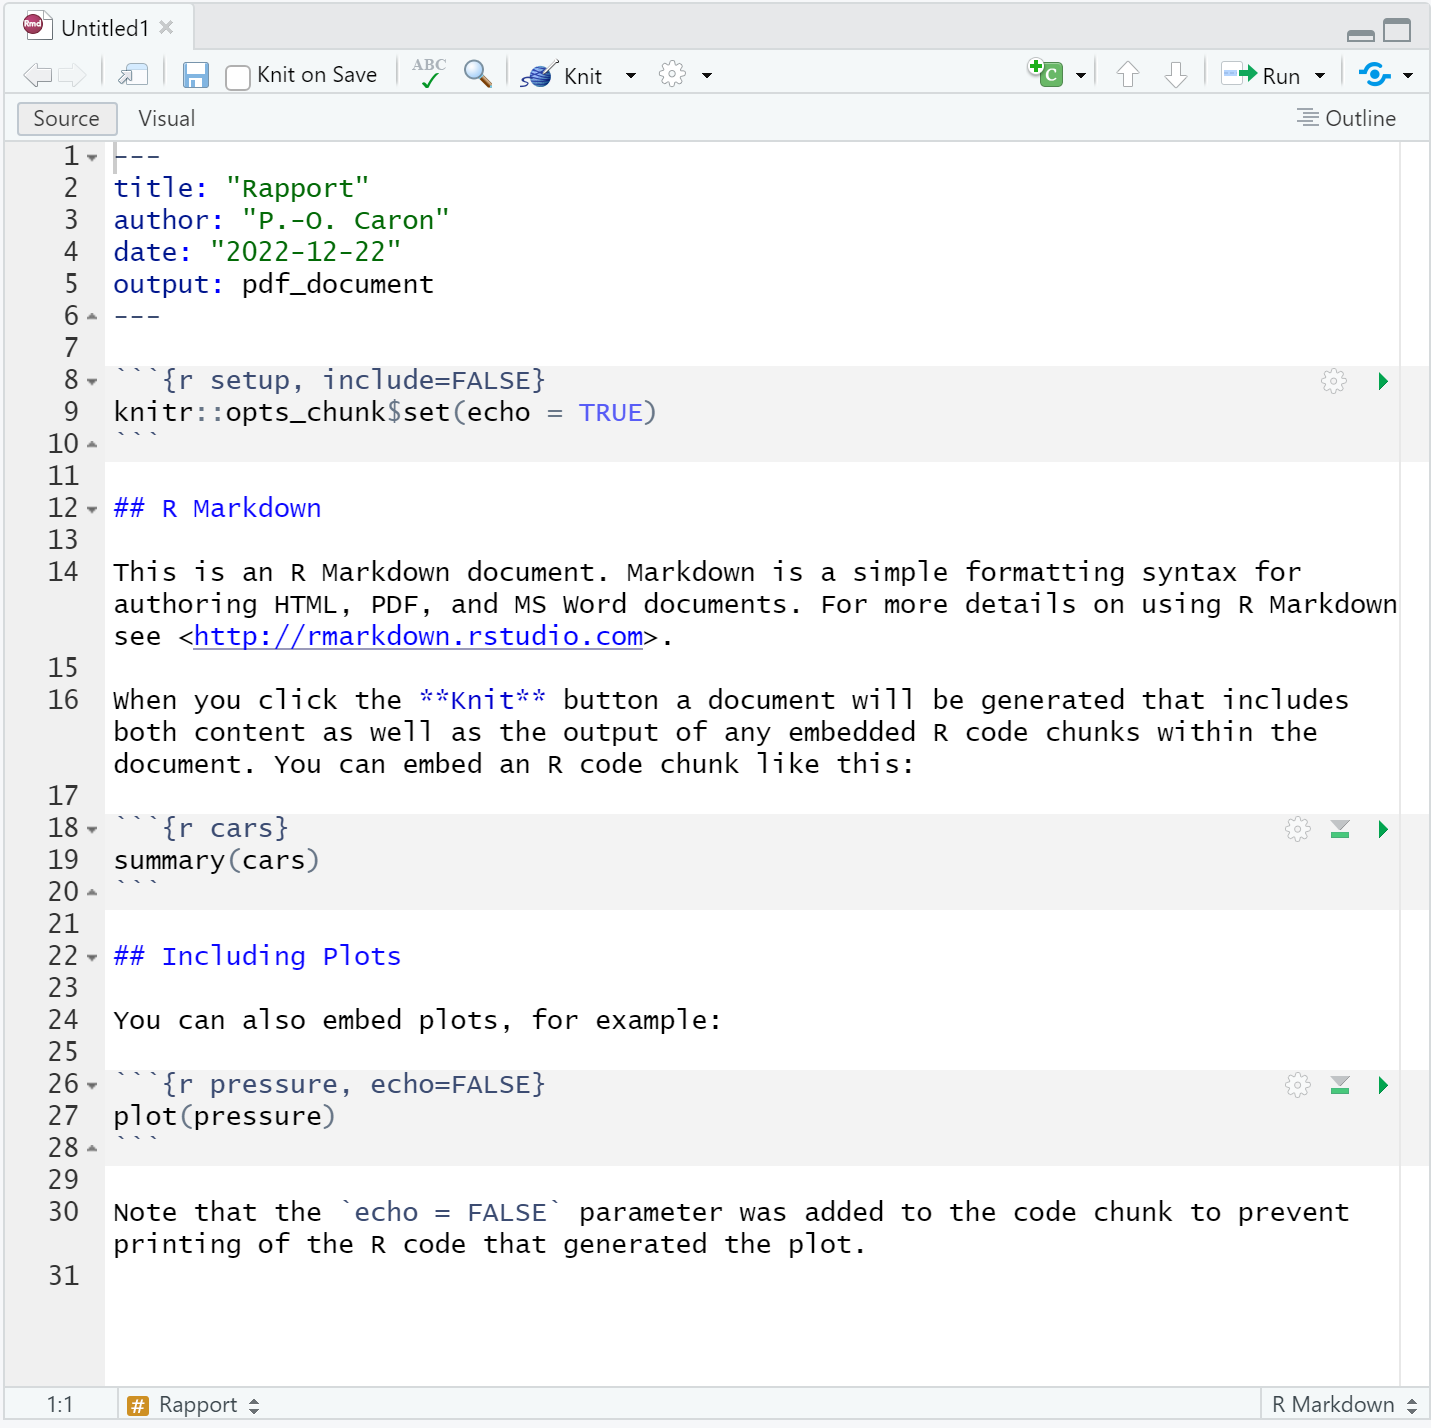 Untitled1
Knit on Save ABC Knit Run
Source Visual Outline
1 ---
2 title: "Rapport"
3 author: "P.-O. Caron"
4 date: "2022-12-22"
5 output: pdf_document
6 ---
7
8 ```{r setup, include=FALSE}
9 knitr::opts_chunk$set(echo = TRUE)
10 ```
11
12 ## R Markdown
13
14 This is an R Markdown document. Markdown is a simple formatting syntax for
authoring HTML, PDF, and MS Word documents. For more details on using R Markdown
see <http://rmarkdown.rstudio.com>.
15
16 When you click the **Knit** button a document will be generated that includes
both content as well as the output of any embedded R code chunks within the
document. You can embed an R code chunk like this:
17
18 ```{r cars}
19 summary(cars)
20 ```
21
22 ## Including Plots
23
24 You can also embed plots, for example:
25
26 ```{r pressure, echo=FALSE}
27 plot(pressure)
28 ```
29
30 Note that the `echo = FALSE` parameter was added to the code chunk to prevent
printing of the R code that generated the plot.
31
1:1 # Rapport R Markdown